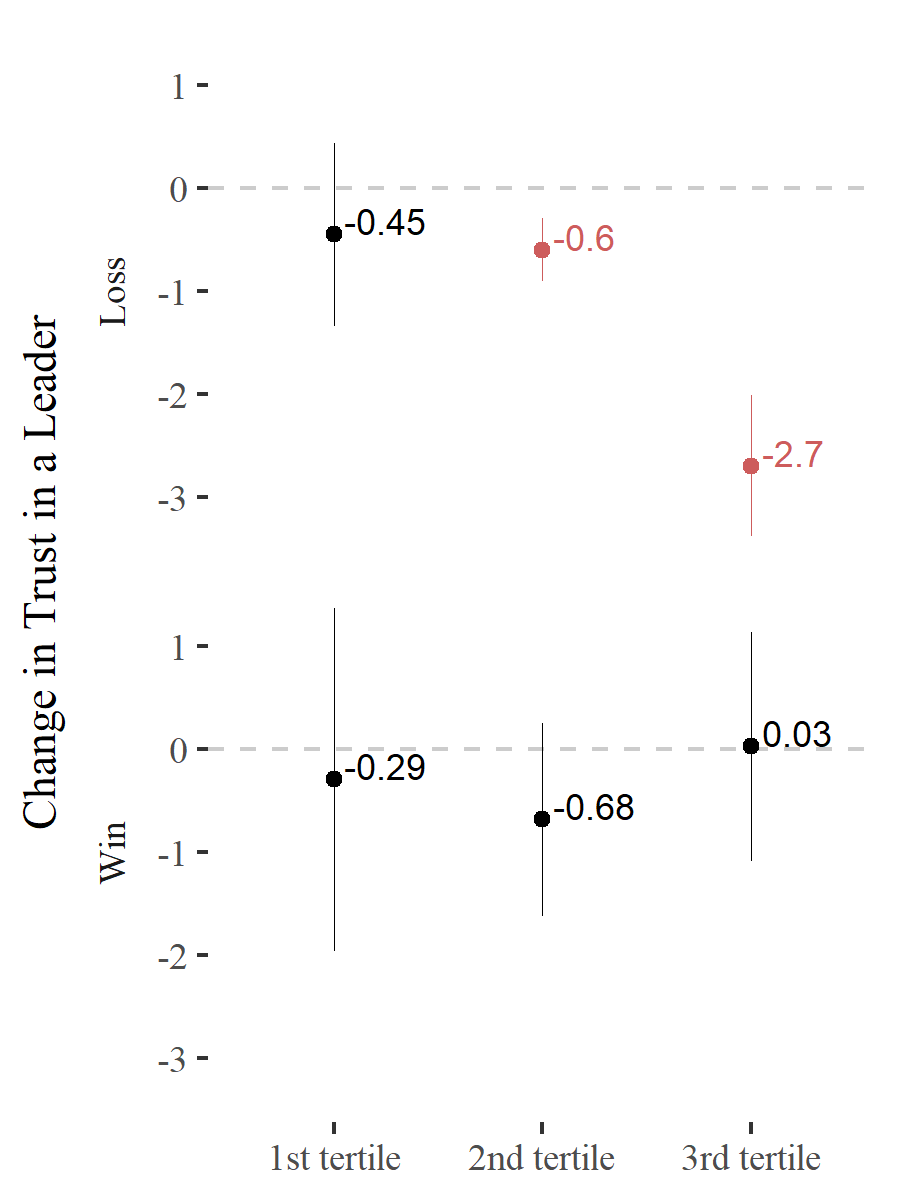 Change in Trust in a Leader
Loss
1
0
-1
-2
-3
-0.45
-0.6
-2.7
Win
1
0
-1
-2
-3
-0.29
-0.68
0.03
1st tertile
2nd tertile
3rd tertile